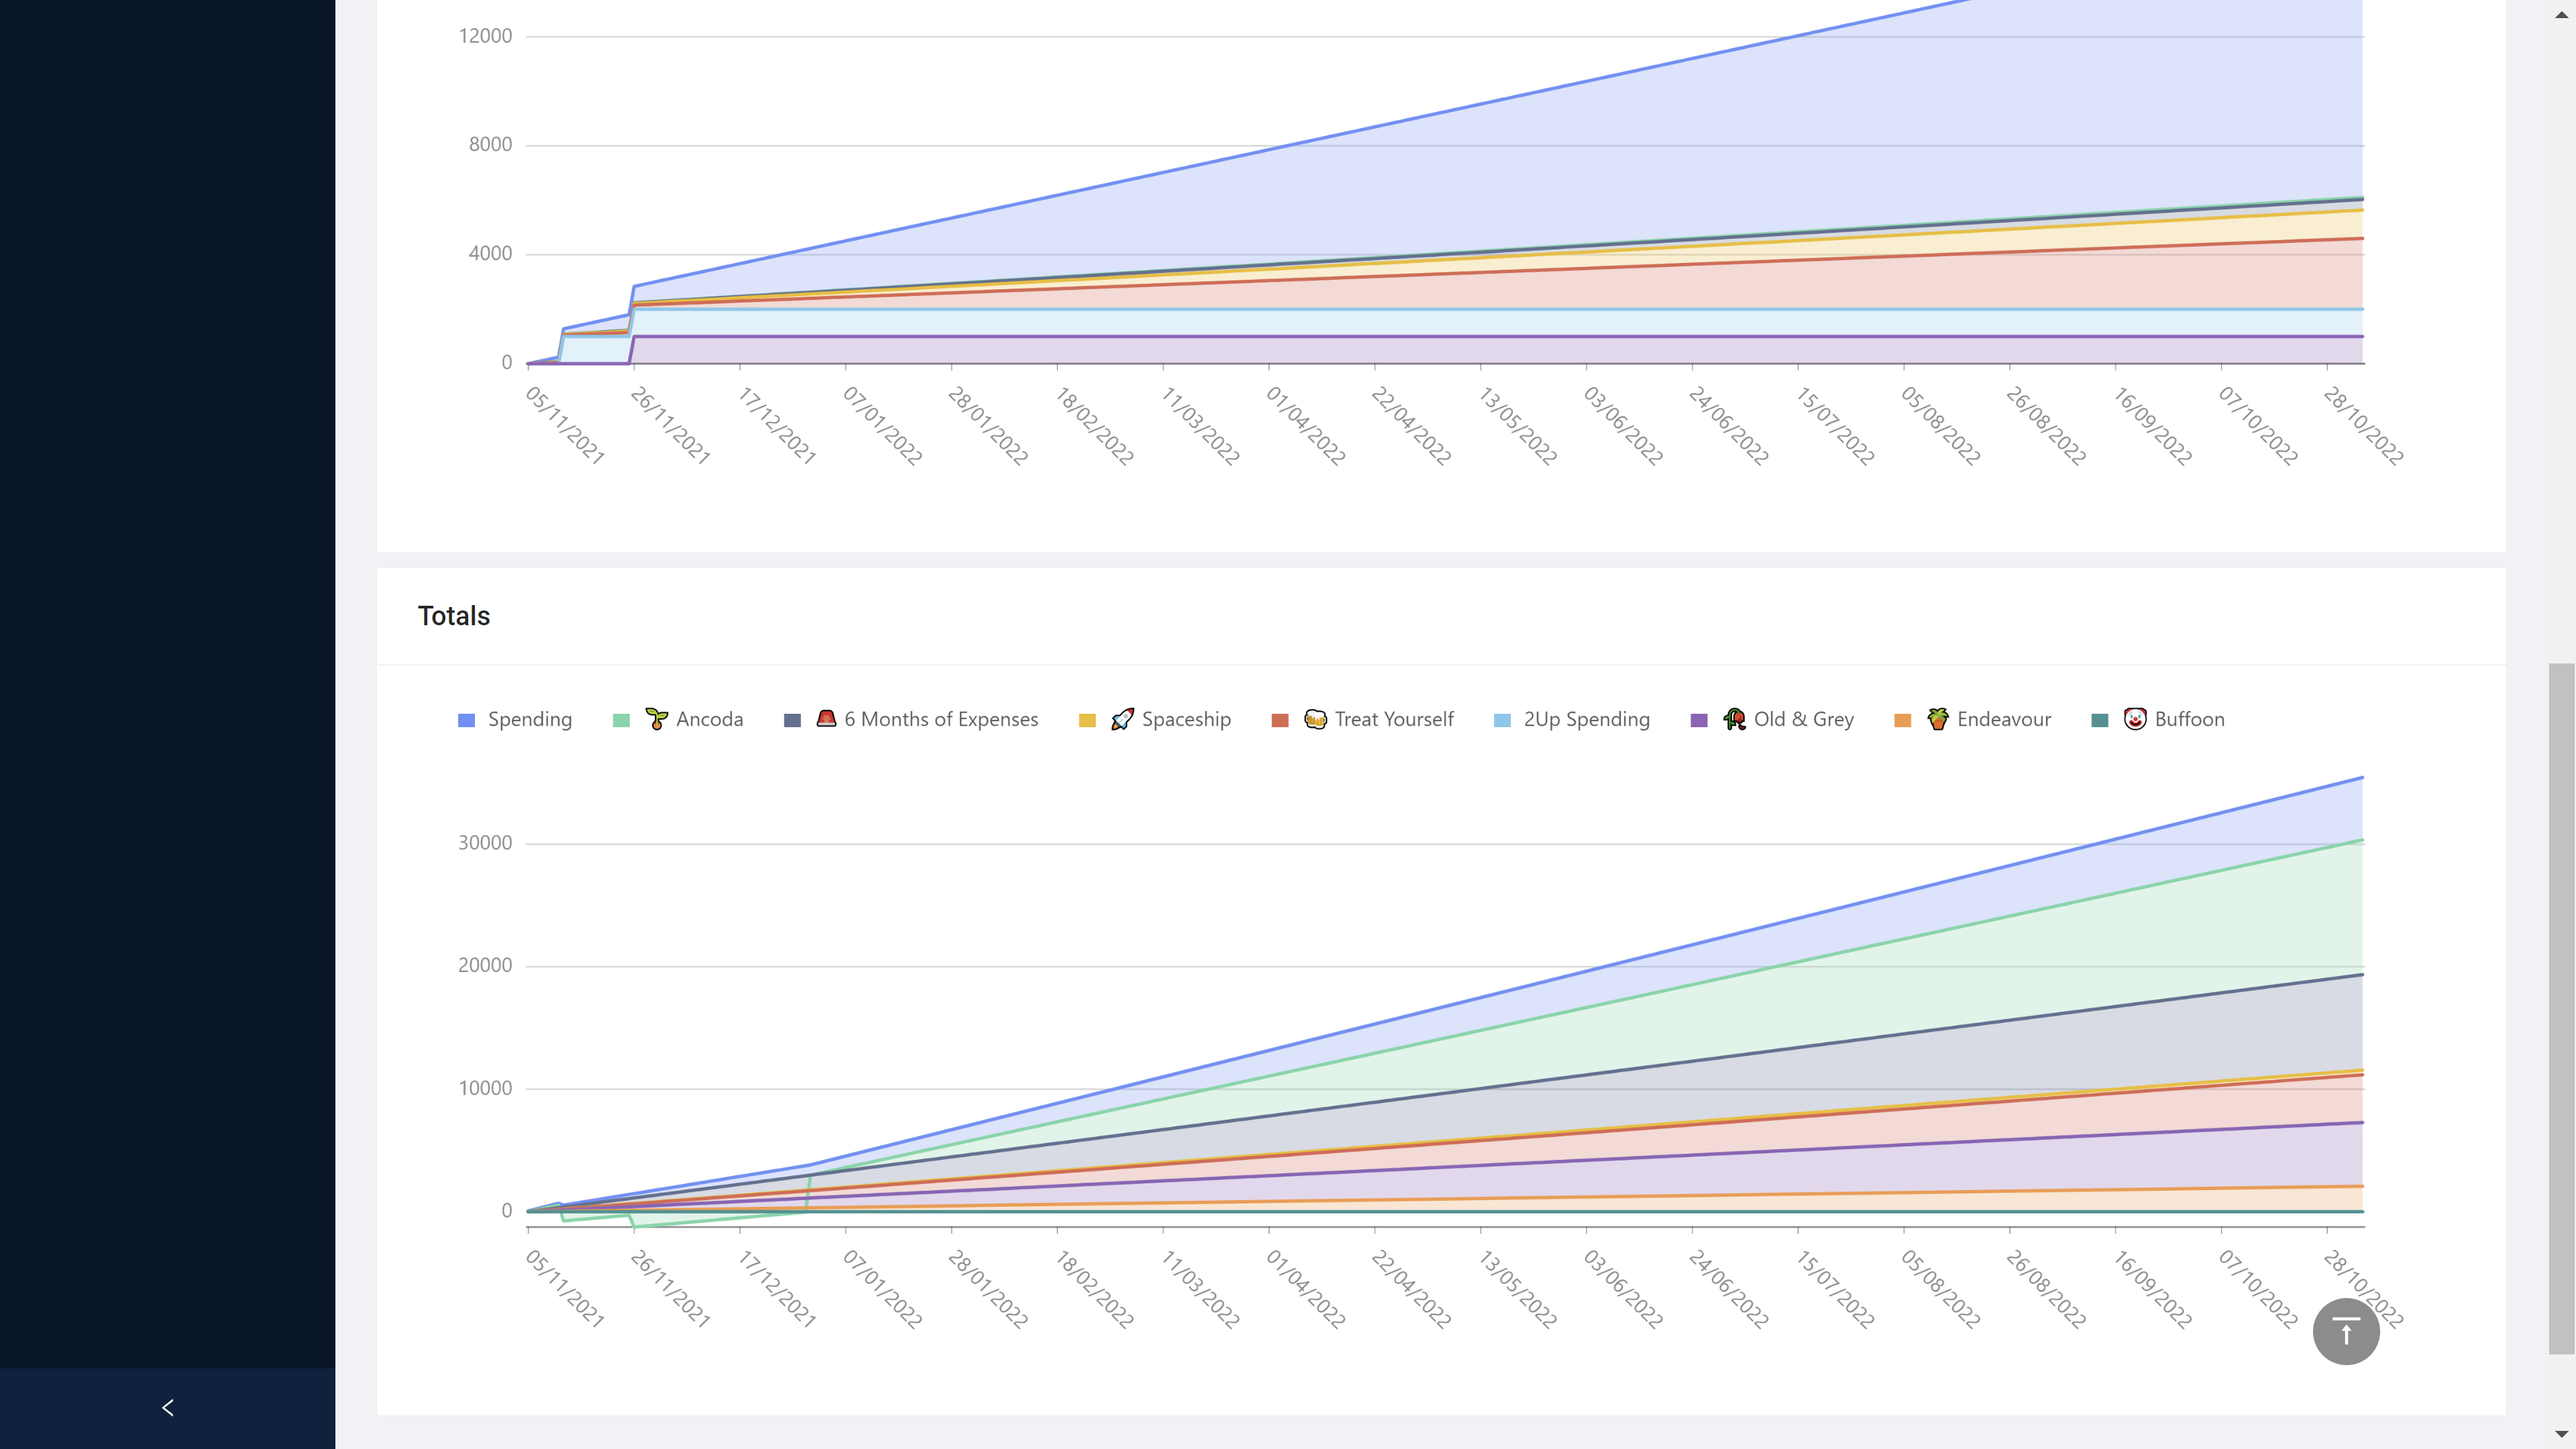 12000
8000
4000
0
05/11/2021 26/11/2021 17/12/2021 07/01/2022 28/01/2022 18/02/2022 11/03/2022 01/04/2022 22/04/2022 13/05/2022 03/06/2022 24/06/2022 15/07/2022 05/08/2022 26/08/2022 16/09/2022 07/10/2022 28/10/2022
Totals
Spending Ancoda 6 Months of Expenses Spaceship Treat Yourself 2Up Spending Old & Grey Endeavour Buffoon
30000
20000
10000
0
05/11/2021 26/11/2021 17/12/2021 07/01/2022 28/01/2022 18/02/2022 11/03/2022 01/04/2022 22/04/2022 13/05/2022 03/06/2022 24/06/2022 15/07/2022 05/08/2022 26/08/2022 16/09/2022 07/10/2022 28/10/2022